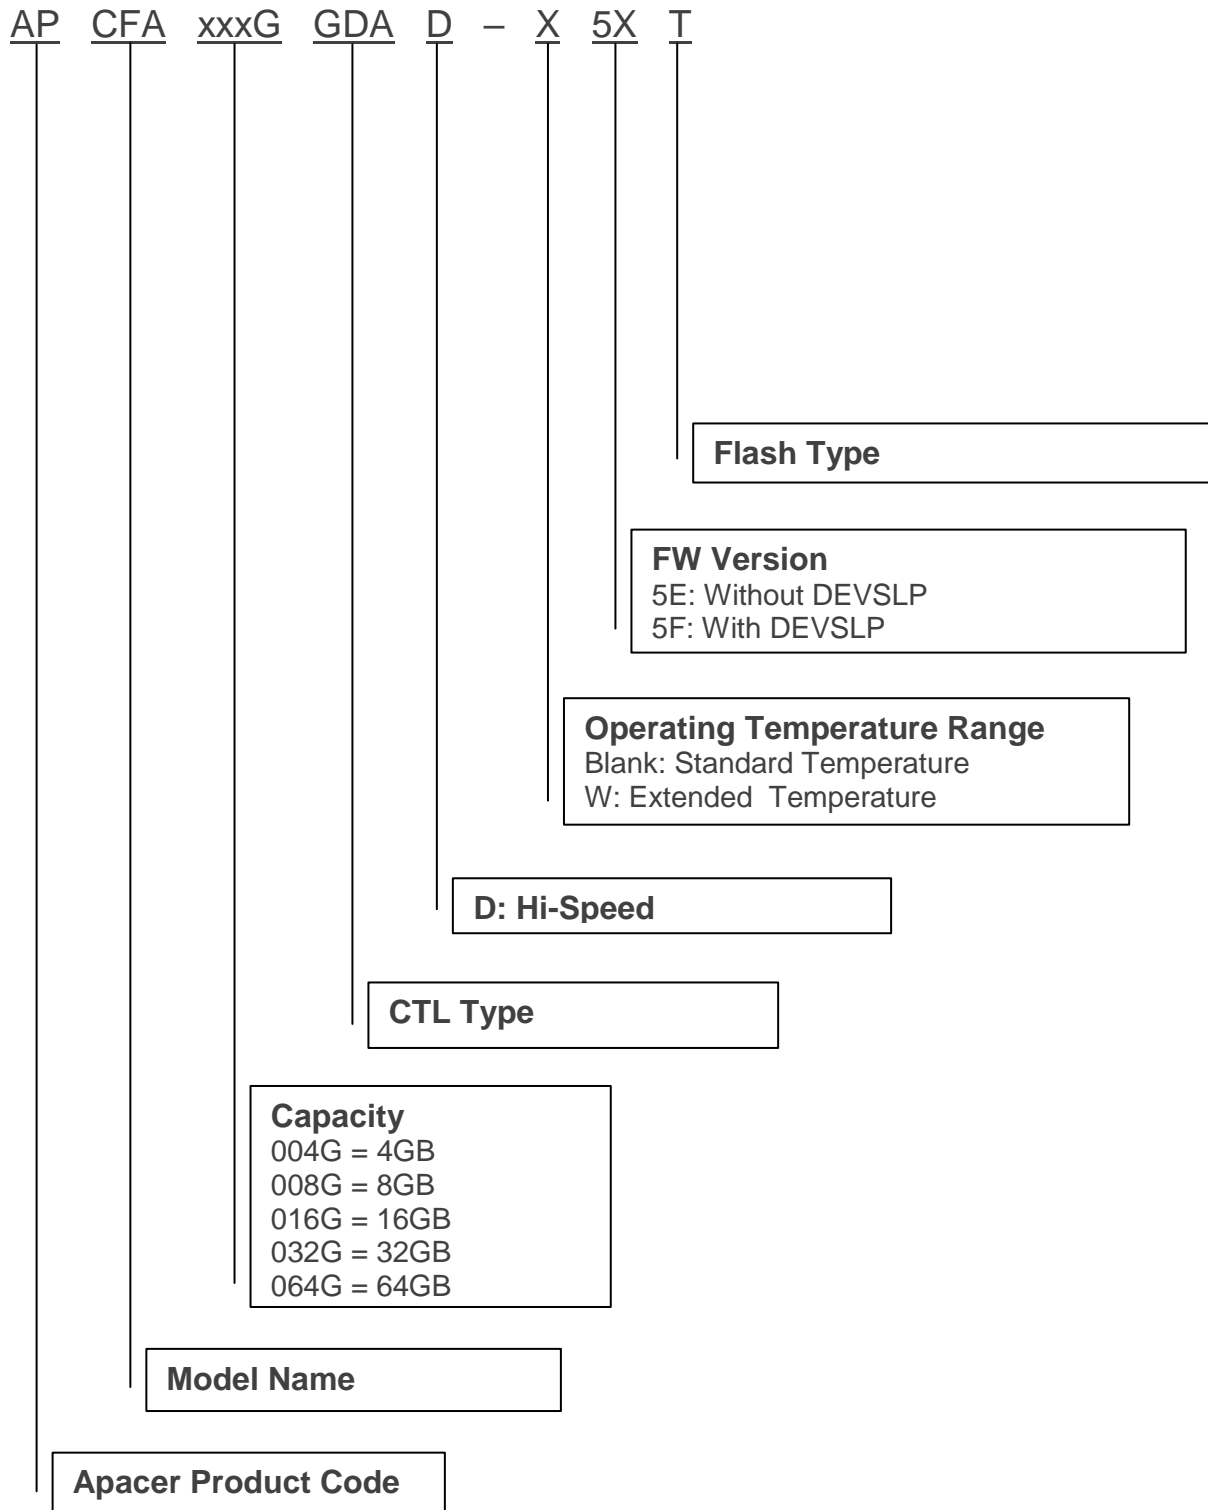 AP CFA xxxG GDA D – X 5X T
Flash Type
FW Version
5E: Without DEVSLP
5F: With DEVSLP
Operating Temperature Range
Blank: Standard Temperature
W: Extended  Temperature
D: Hi-Speed
CTL Type
Capacity
004G = 4GB
008G = 8GB
016G = 16GB
032G = 32GB
064G = 64GB
Model Name
Apacer Product Code